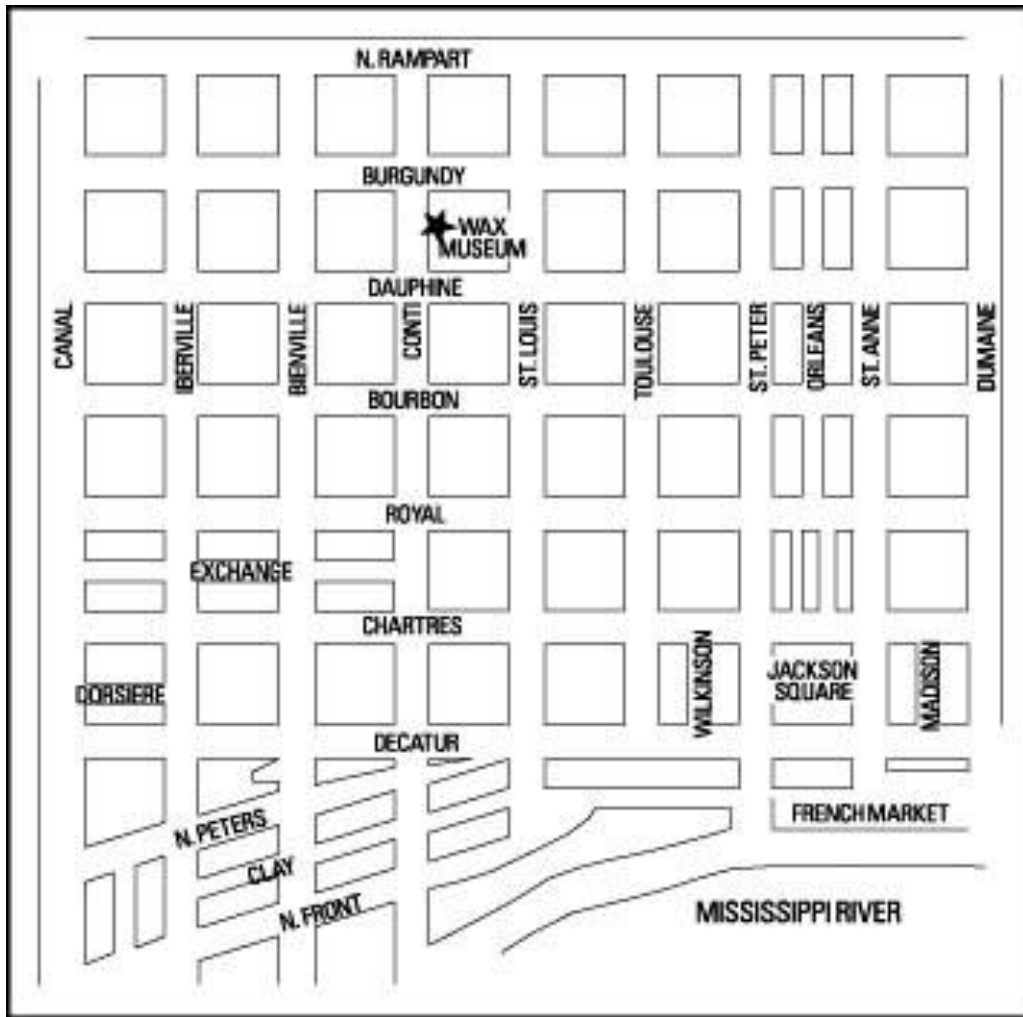 N. RAMPART
BURGUNDY
WAX
MUSEUM
DAUPHINE
CANAL
IBERVILLE
BIENVILLE
CONTI
ST. LOUIS
TOULOUSE
ST. PETER
ORLEANS
ST. ANNE
DUMAINE
BOURBON
ROYAL
EXCHANGE
CHARTRES
DORSIERE
WILKINSON
JACKSON
SQUARE
MADISON
DECATUR
N. PETERS
FRENCH MARKET
CLAY
N. FRONT
MISSISSIPPI RIVER